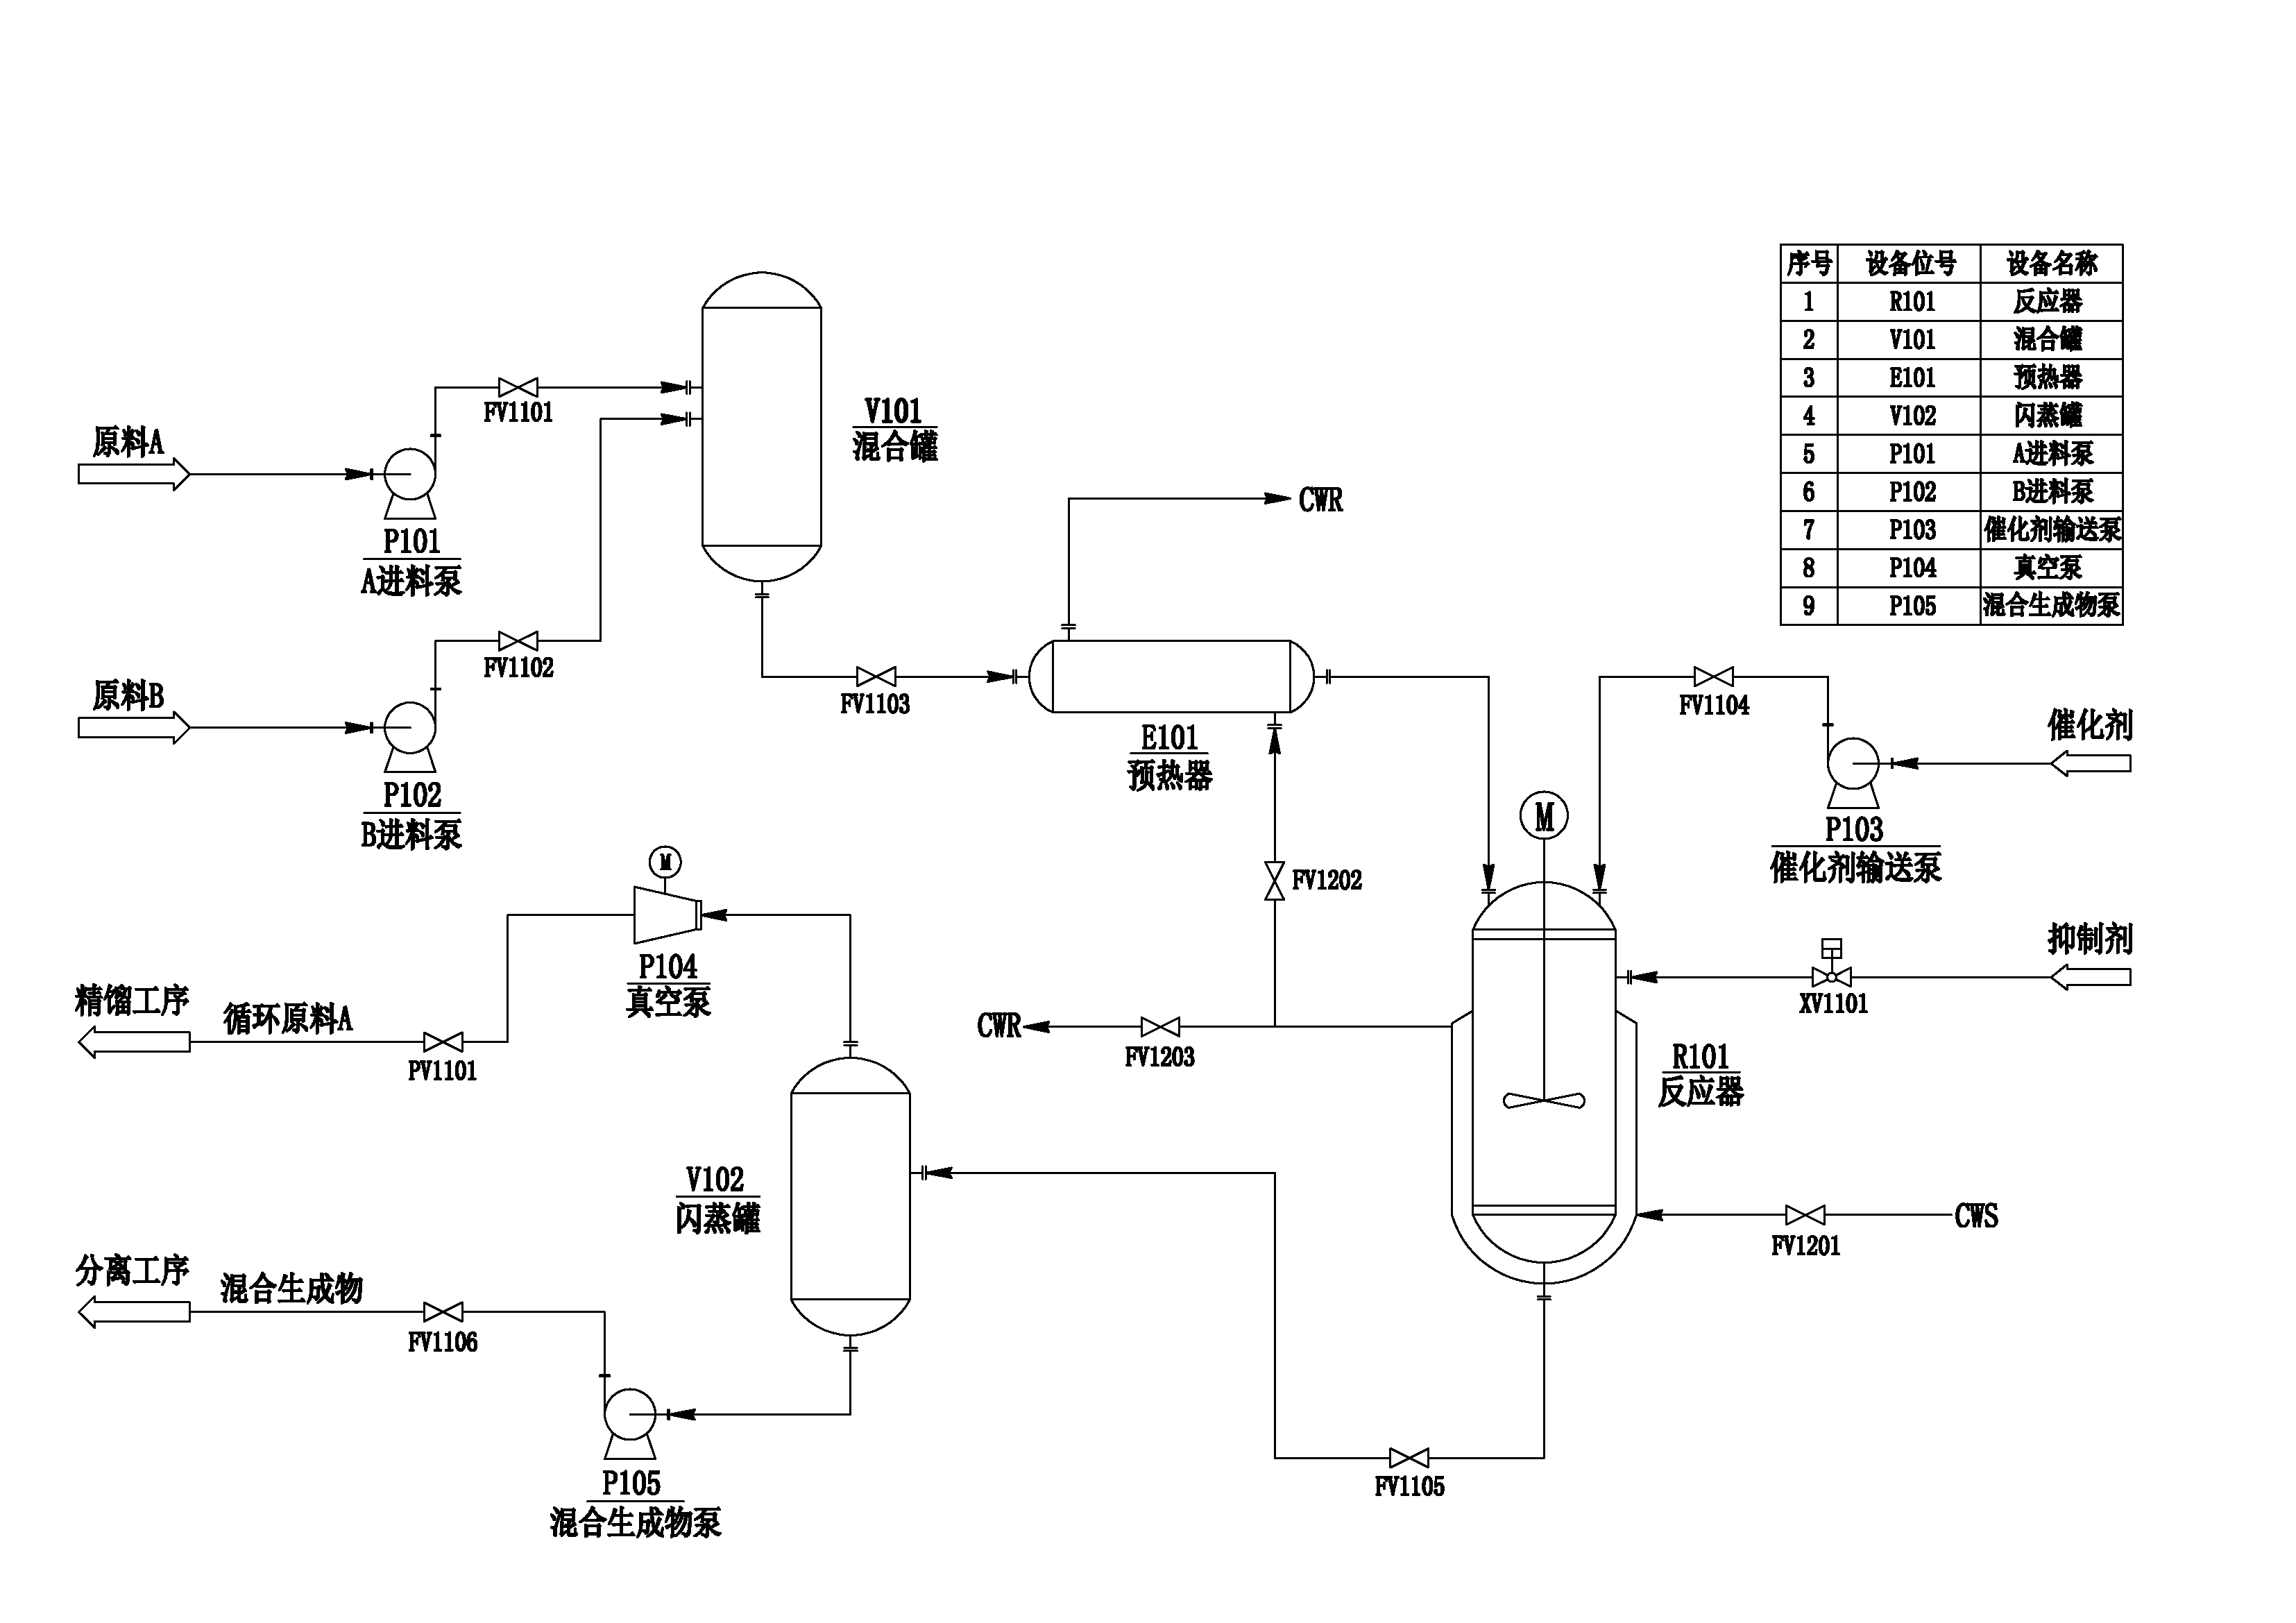 序号 设备位号 设备名称
1 R101 反应器
2 V101 混合罐
3 E101 预热器
4 V102 闪蒸罐
5 P101 A进料泵
6 P102 B进料泵
7 P103 催化剂输送泵
8 P104 真空泵
9 P105 混合生成物泵
原料A
FV1101
V101
混合罐
P101
A进料泵
CWR
原料B
FV1102
FV1103
E101
预热器
FV1104
催化剂
P102
B进料泵
M
P103
催化剂输送泵
M
FV1202
P104
真空泵
抑制剂
XV1101
精馏工序
循环原料A
PV1101
CWR
FV1203
R101
反应器
V102
闪蒸罐
CWS
FV1201
分离工序
混合生成物
FV1106
P105
混合生成物泵
FV1105